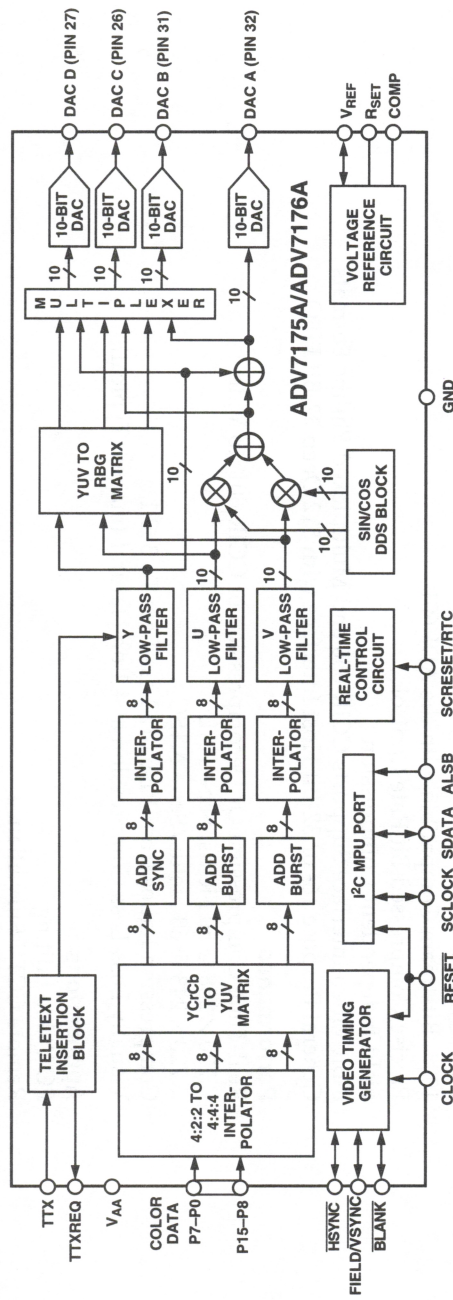 TTX
TTXREQ
VAA
COLOR
DATA
P7–P0
P15–P8
HSYNC
FIELD/VSYNC
BLANK
TELETEXT
INSERTION
BLOCK
4:2:2 TO
4:4:4
INTER-
POLATOR
8
8
8
YCrCb
TO
YUV
MATRIX
8
8
8
ADD
SYNC
ADD
BURST
ADD
BURST
8
8
8
INTER-
POLATOR
INTER-
POLATOR
INTER-
POLATOR
8
8
8
Y
LOW-PASS
FILTER
U
LOW-PASS
FILTER
V
LOW-PASS
FILTER
10
10
10
YUV TO
RBG
MATRIX
MULTIPLEXER
10
10
10
10
10-BIT
DAC
10-BIT
DAC
10-BIT
DAC
10-BIT
DAC
DAC D (PIN 27)
DAC C (PIN 26)
DAC B (PIN 31)
DAC A (PIN 32)
VIDEO TIMING
GENERATOR
I²C MPU PORT
REAL-TIME
CONTROL
CIRCUIT
10
10
SIN/COS
DDS BLOCK
ADV7175A/ADV7176A
VOLTAGE
REFERENCE
CIRCUIT
VREF
RSET
COMP
CLOCK
RESET
SCLOCK
SDATA
ALSB
SCRESET/RTC
GND